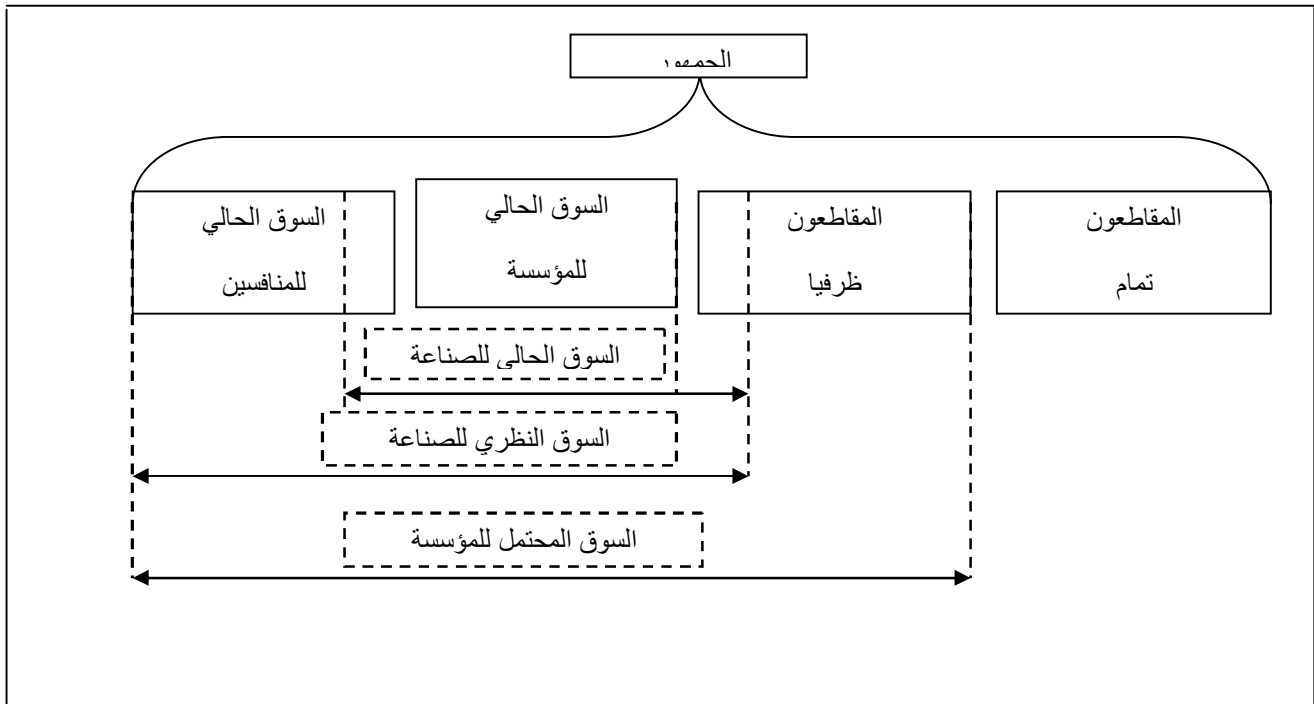 الجمهور
المقاطعون
تمام
المقاطعون
ظرفيا
السوق الحالي
للمؤسسة
السوق الحالي
للمنافسين
السوق الحالي للصناعة
السوق النظري للصناعة
السوق المحتمل للمؤسسة